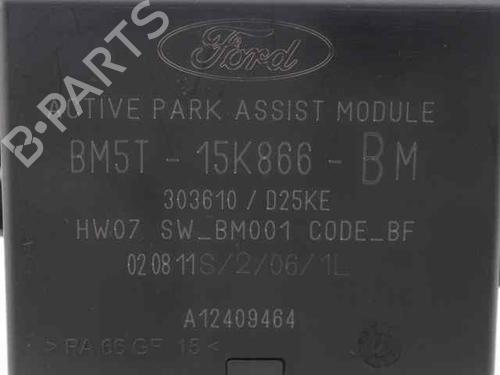 B-PARTS
Ford
ACTIVE PARK ASSIST MODULE
BM5T - 15K866 - BM
303610 / D25KE
HW07 SW_BM001 CODE_BF
020811S/2/06/1L
A12409464
>PA 66 GF 15<